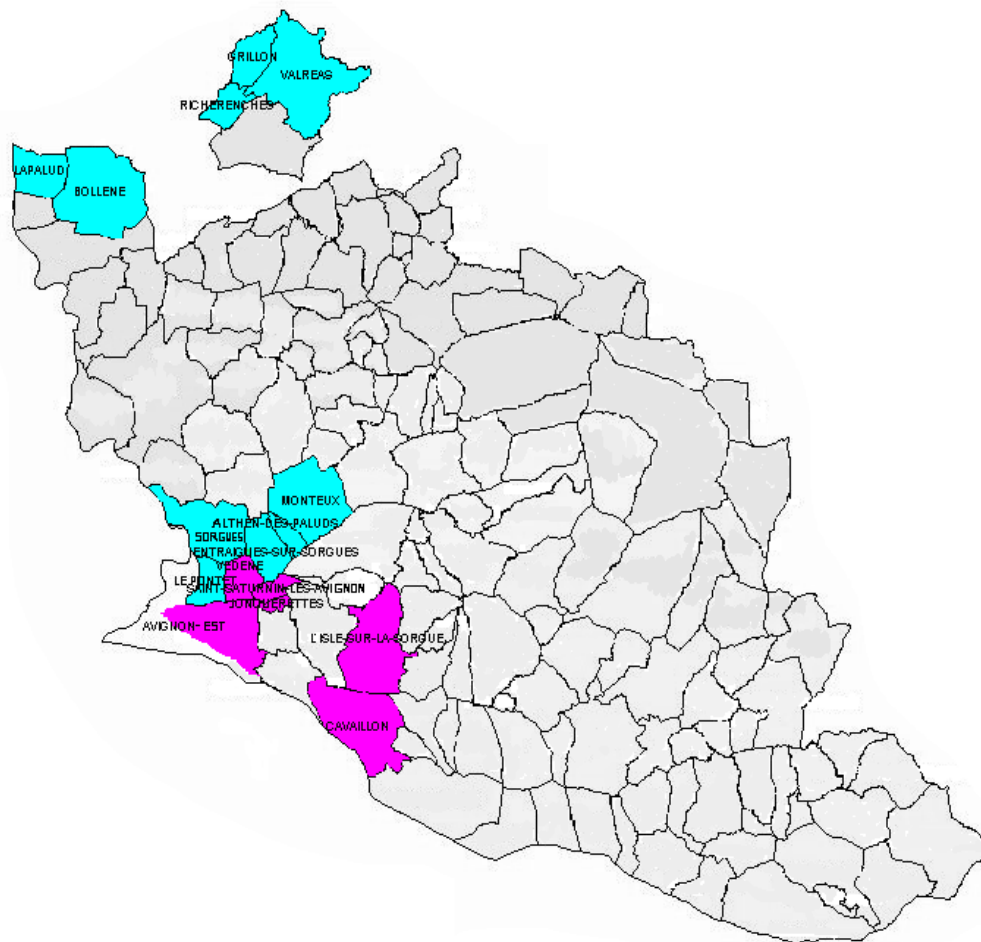 GRILLON
VALREAS
RICHERENCHES
LAPALUD
BOLLENE
MONTEUX
ALTHEN-DES-PALUDS
SORGUES
ENTRAIGUES-SUR-SORGUES
VEDENE
LE PONTET
SAINT-SATURNIN-LES-AVIGNON
JONQUERETTES
AVIGNON-EST
L'ISLE-SUR-LA-SORGUE
CAVAILLON